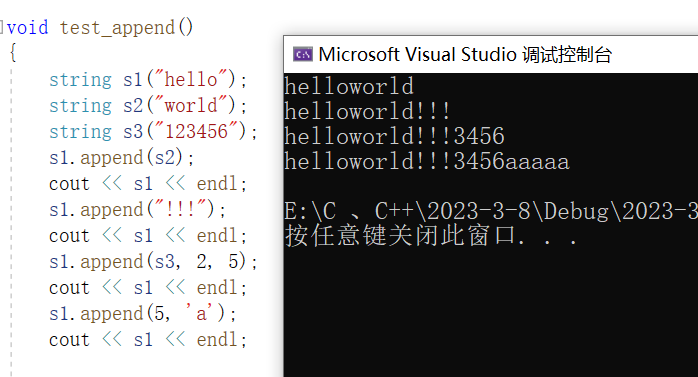 void test_append()
{
string s1("hello");
string s2("world");
string s3("123456");
s1.append(s2);
cout << s1 << endl;
s1.append("!!!");
cout << s1 << endl;
s1.append(s3, 2, 5);
cout << s1 << endl;
s1.append(5, 'a');
cout << s1 << endl;
Microsoft Visual Studio 调试控制台
helloworld
helloworld!!!
helloworld!!!3456
helloworld!!!3456aaaaa
E:\C 、C++\2023-3-8\Debug\2023-3
按任意键关闭此窗口. . .